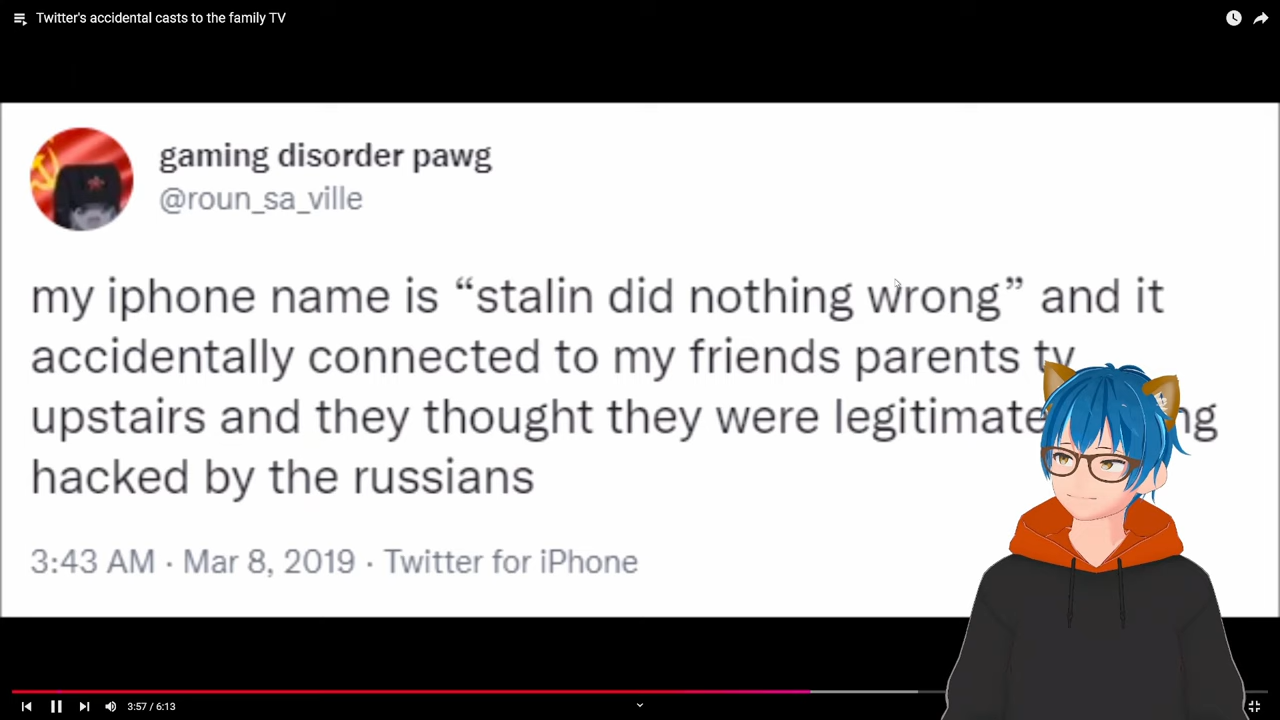 Twitter's accidental casts to the family TV
gaming disorder pawg
@roun_sa_ville
my iphone name is “stalin did nothing wrong” and it
accidentally connected to my friends parents tv
upstairs and they thought they were
hacked by the russians
3:43 AM · Mar 8, 2019 · Twitter for iPhone
3:57 / 6:13